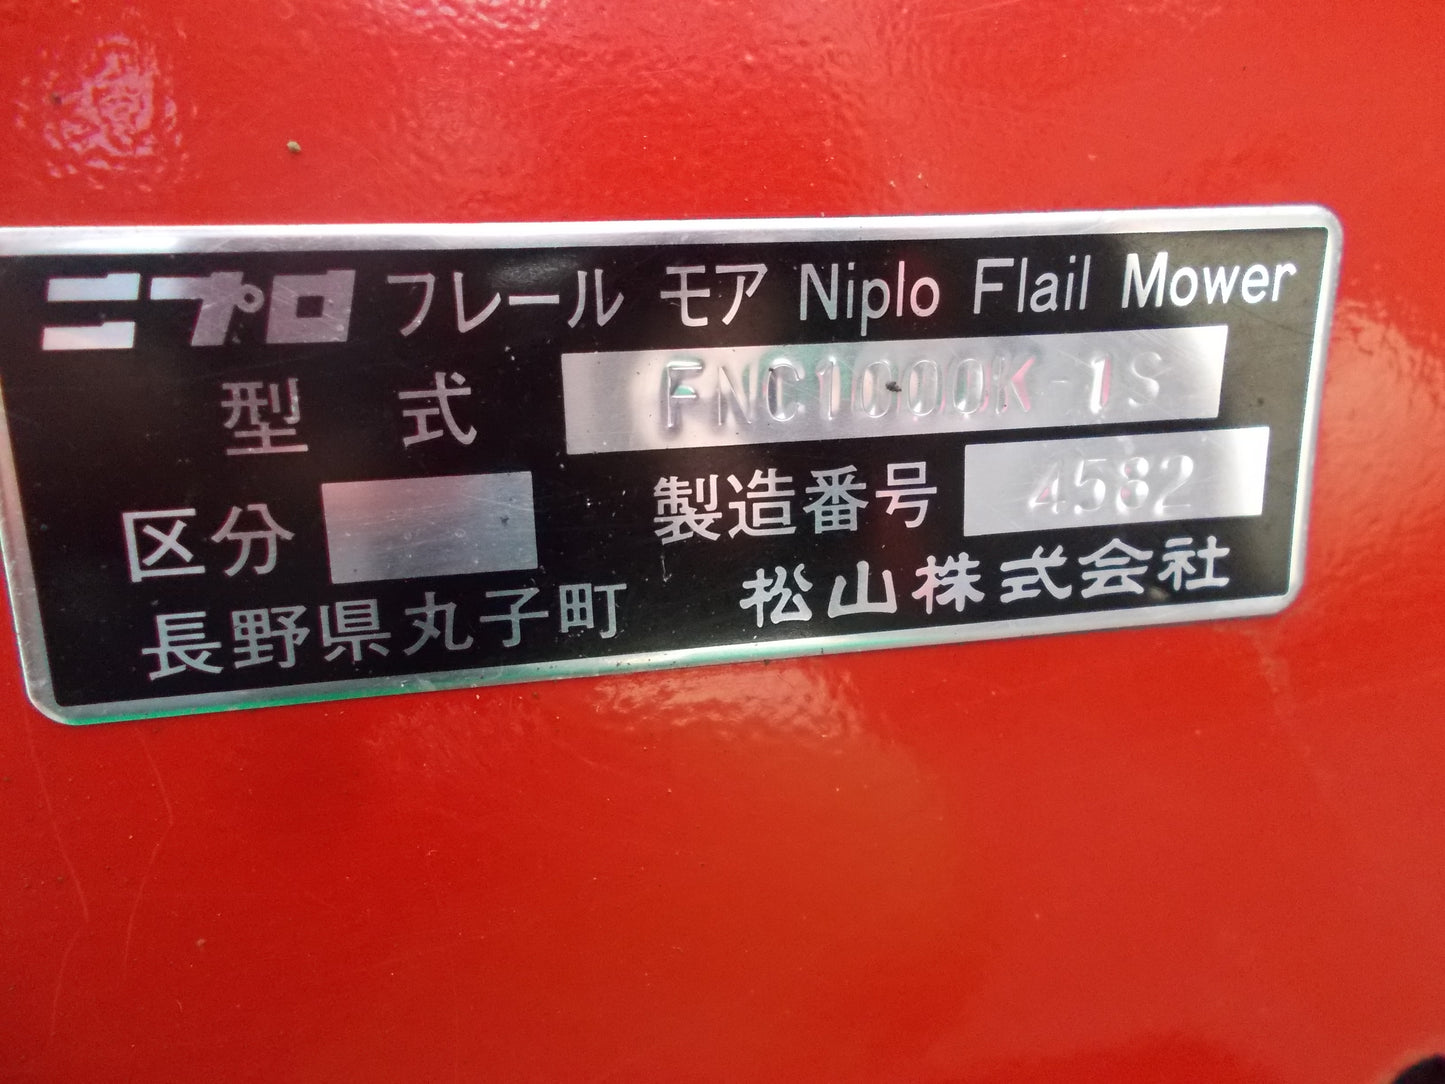 ニプロ フレール モア Niplo Flail Mower
型 式 FNC1000K-1S
区分 製造番号 4582
長野県丸子町 松山株式会社